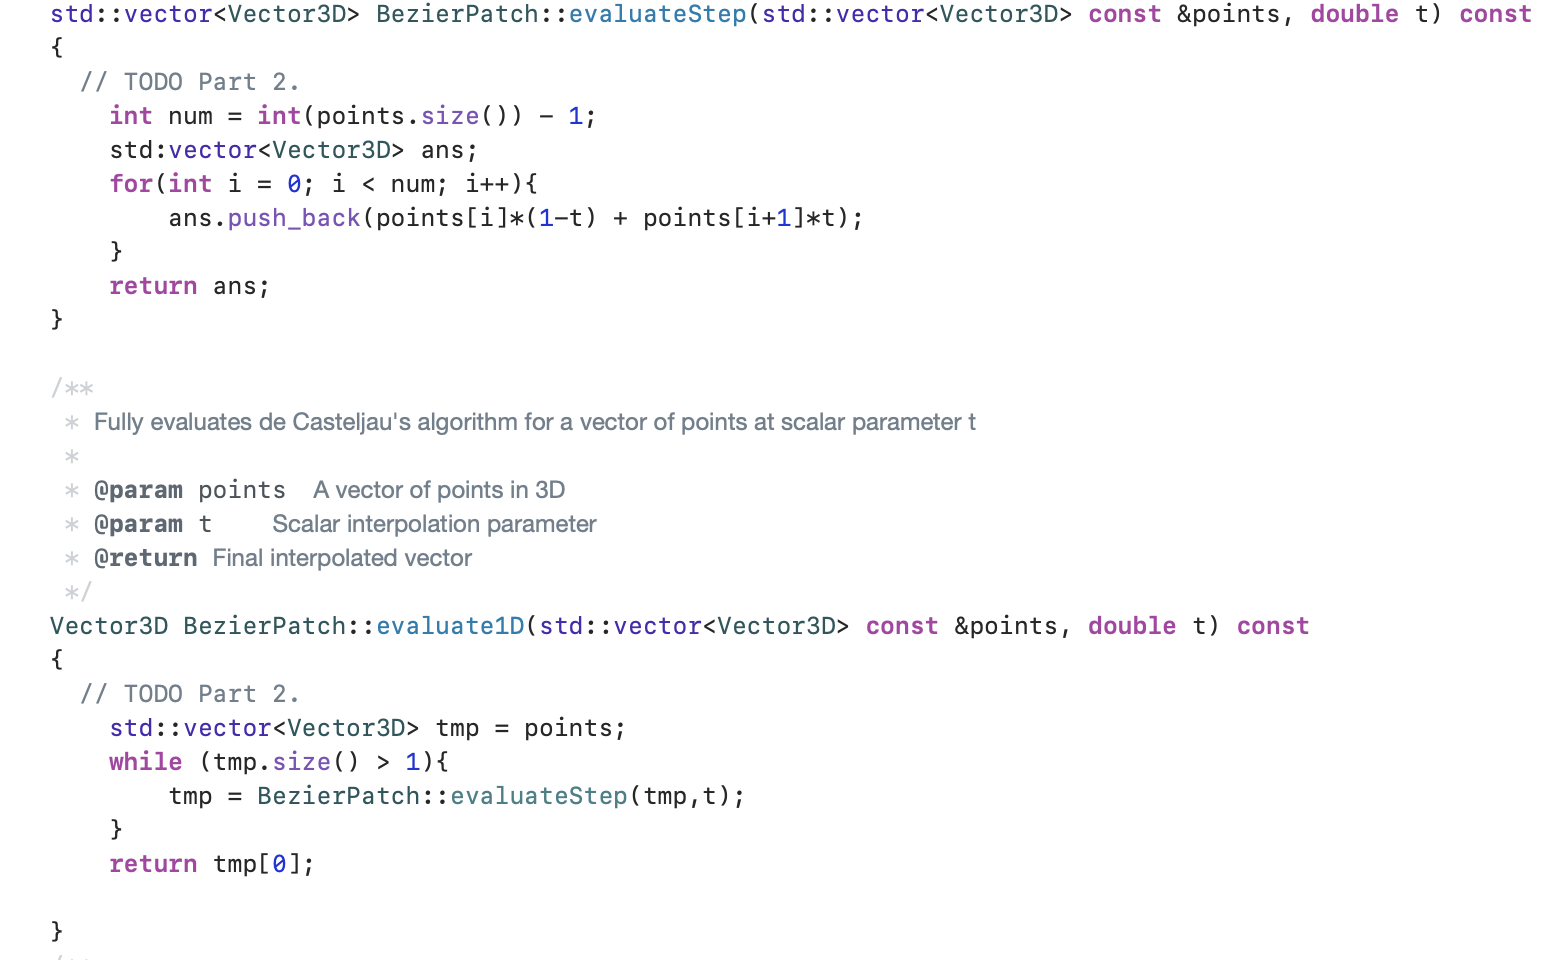 std::vector<Vector3D> BezierPatch::evaluateStep(std::vector<Vector3D> const &points, double t) const
{
  // TODO Part 2.
    int num = int(points.size()) - 1;
    std:vector<Vector3D> ans;
    for(int i = 0; i < num; i++){
        ans.push_back(points[i]*(1-t) + points[i+1]*t);
    }
    return ans;
}

/**
 * Fully evaluates de Casteljau's algorithm for a vector of points at scalar parameter t
 *
 * @param points  A vector of points in 3D
 * @param t    Scalar interpolation parameter
 * @return Final interpolated vector
 */
Vector3D BezierPatch::evaluate1D(std::vector<Vector3D> const &points, double t) const
{
  // TODO Part 2.
    std::vector<Vector3D> tmp = points;
    while (tmp.size() > 1){
        tmp = BezierPatch::evaluateStep(tmp,t);
    }
    return tmp[0];

}